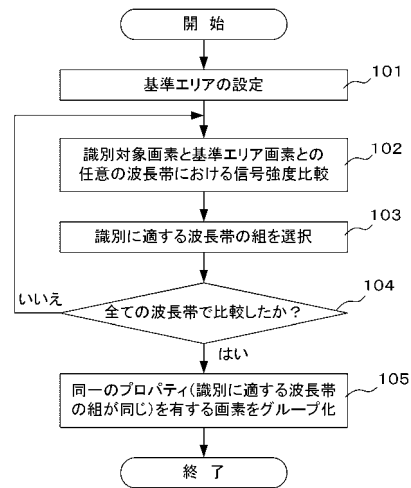 開始
基準エリアの設定
101
識別対象画素と基準エリア画素との
任意の波長帯における信号強度比較
102
識別に適する波長帯の組を選択
103
全ての波長帯で比較したか？
104
いいえ
はい
同一のプロパティ(識別に適する波長帯
の組が同じ)を有する画素をグループ化
105
終了